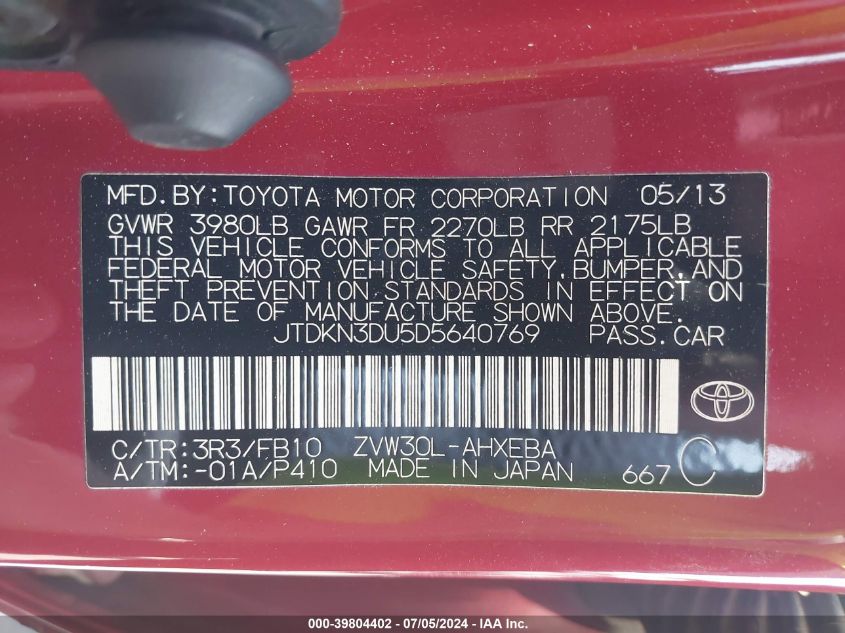 MFD.BY:TOYOTA MOTOR CORPORATION 05/13
GVWR 3980LB GAWR FR 2270LB RR 2175LB
THIS VEHICLE CONFORMS TO ALL APPLICABLE
FEDERAL MOTOR VEHICLE SAFETY,BUMPER,AND
THEFT PREVENTION STANDARDS IN EFFECT ON
THE DATE OF MANUFACTURE SHOWN ABOVE.
JTDKN3DU5D5640769 PASS.CAR
C/TR:3R3/FB10 ZVW30L-AHXEBA
A/TM:-01A/P410 MADE IN JAPAN 667 C
000-39804402 - 07/05/2024 - IAA Inc.